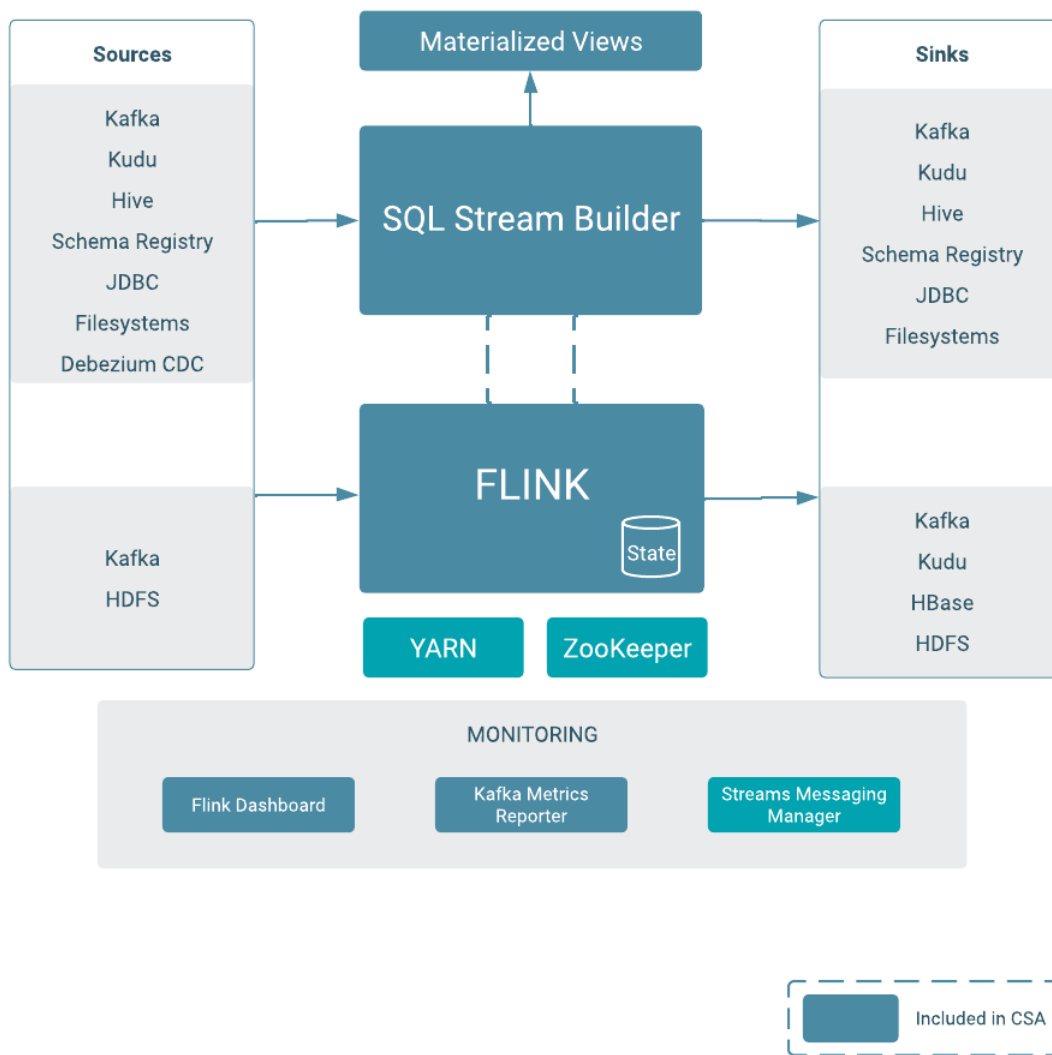 Sources
Kafka
Kudu
Hive
Schema Registry
JDBC
Filesystems
Debezium CDC
Kafka
HDFS
Materialized Views
SQL Stream Builder
FLINK
State
YARN
ZooKeeper
Sinks
Kafka
Kudu
Hive
Schema Registry
JDBC
Filesystems
Kafka
Kudu
HBase
HDFS
MONITORING
Flink Dashboard
Kafka Metrics
Reporter
Streams Messaging
Manager
Included in CSA